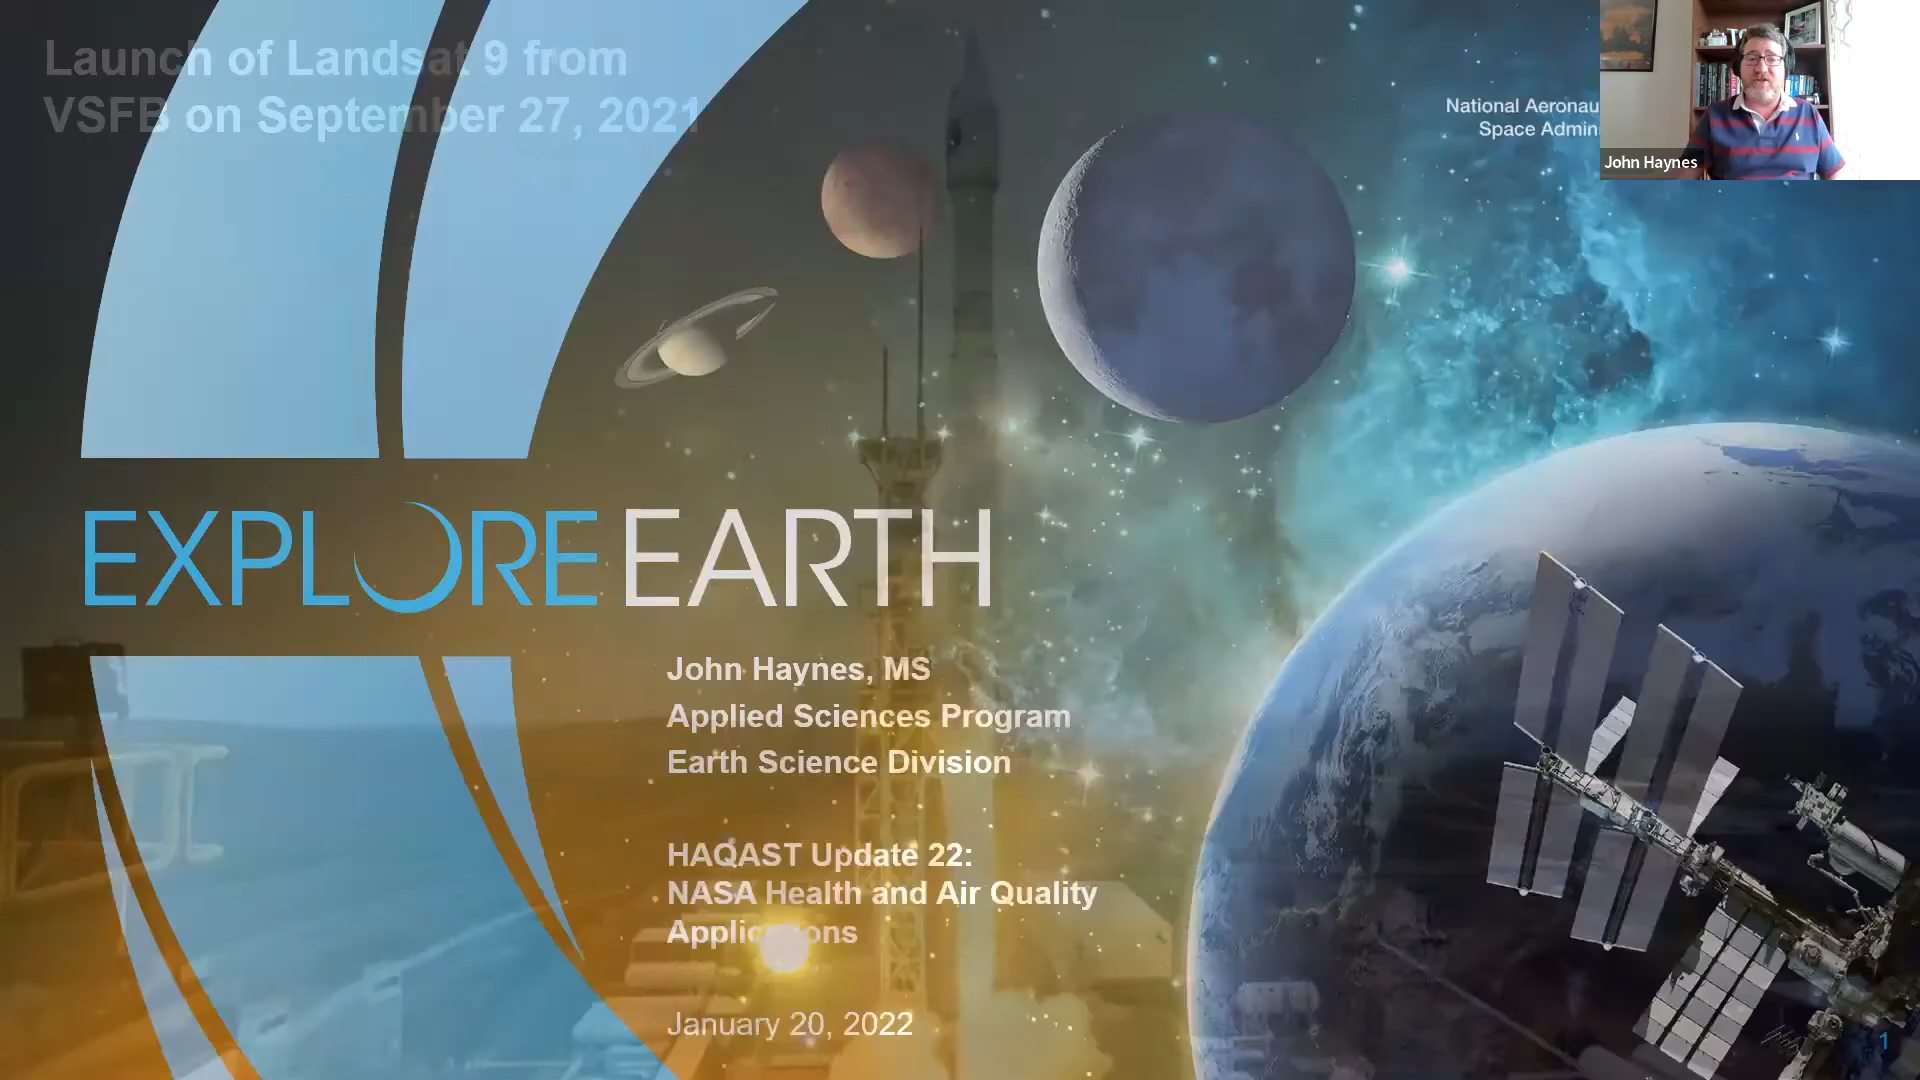 Launch of Landsat 9 from
VSFB on September 27, 2021
National Aeronau
Space Admin
John Haynes
EXPLORE EARTH
John Haynes, MS
Applied Sciences Program
Earth Science Division
HAQAST Update 22:
NASA Health and Air Quality
Applications
January 20, 2022
1